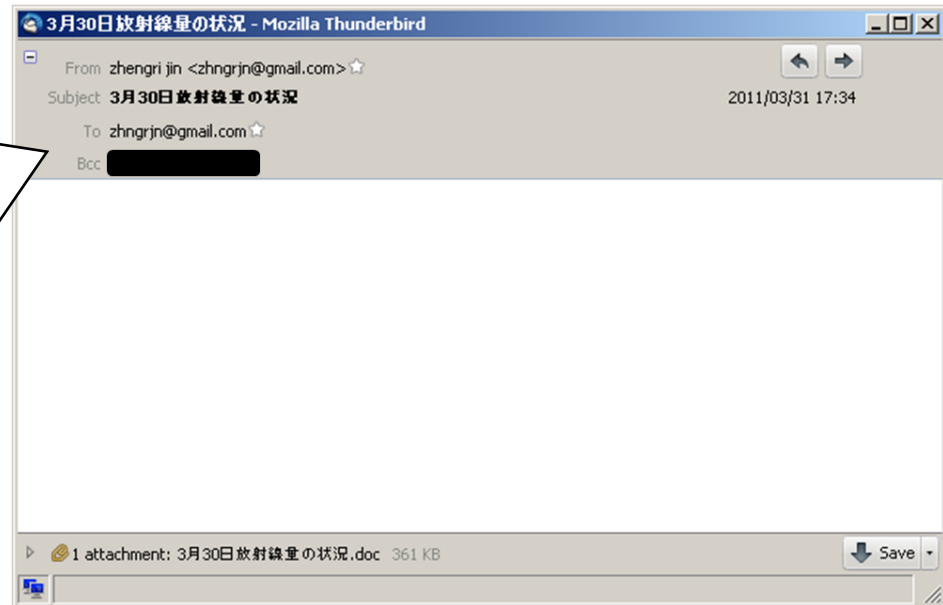 3月30日放射線量の状況 - Mozilla Thunderbird
From zhengri jin <zhngrjn@gmail.com>
Subject 3月30日放射線量の状況
2011/03/31 17:34
To zhngrjn@gmail.com
Bcc
1 attachment: 3月30日放射線量の状況.doc 361 KB
Save